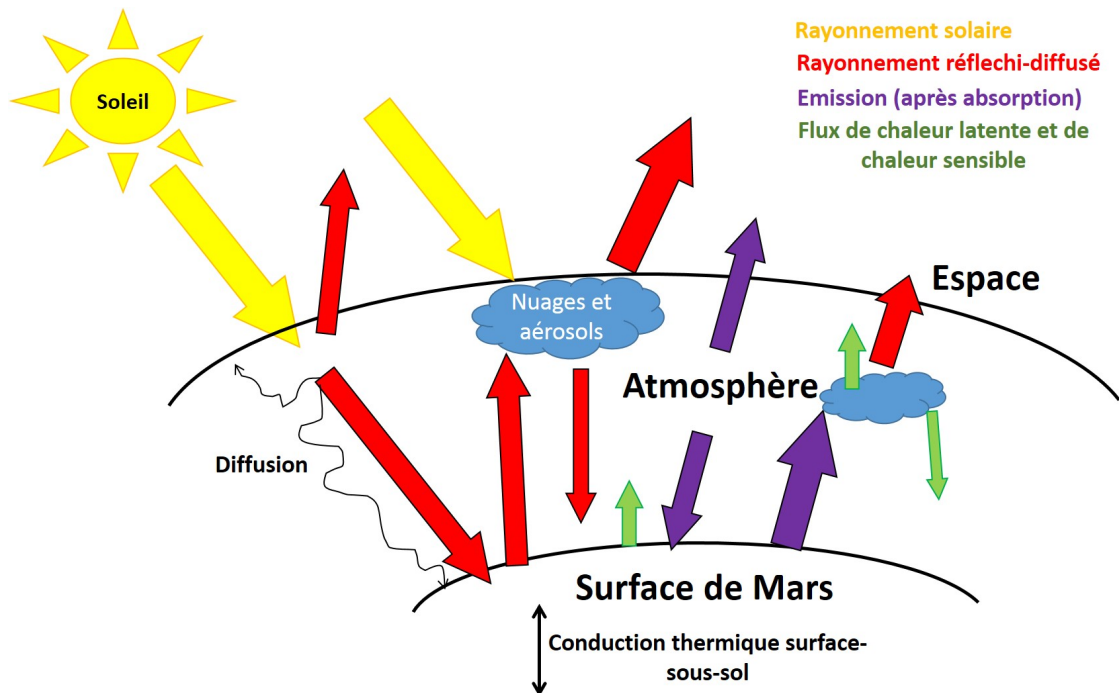 Rayonnement solaire
Rayonnement réflechi-diffusé
Emission (après absorption)
Flux de chaleur latente et de
chaleur sensible
Soleil
Espace
Nuages et
aérosols
Atmosphère
Diffusion
Surface de Mars
Conduction thermique surface-
sous-sol